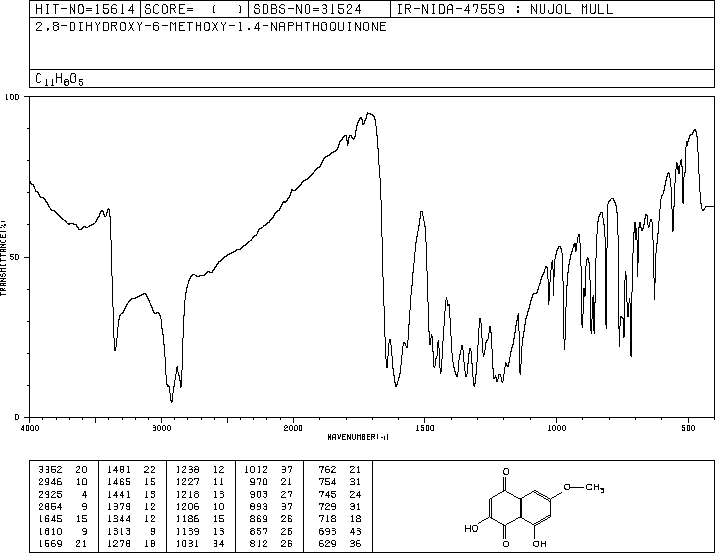 HIT-NO=15614 SCORE= ( ) SDBS-NO=31524 IR-NIDA-47559 : NUJOL MULL
2,8-DIHYDROXY-6-METHOXY-1,4-NAPHTHOQUINONE
C11H8O5
100
TRANSMITTANCE(%)
50
0
4000 3000 2000 1500 1000 500
WAVENUMBER(-1)
3352 20 1481 22 1238 12 1012 37 762 21
2946 10 1465 15 1227 11 970 21 754 31
2925 4 1441 13 1218 13 903 27 745 24
2854 9 1379 12 1206 10 893 37 729 31
1645 15 1344 12 1186 15 869 26 718 18
1610 9 1313 9 1139 13 857 26 693 43
1569 21 1278 18 1031 34 812 26 629 36
O
O—CH3
HO
O
OH